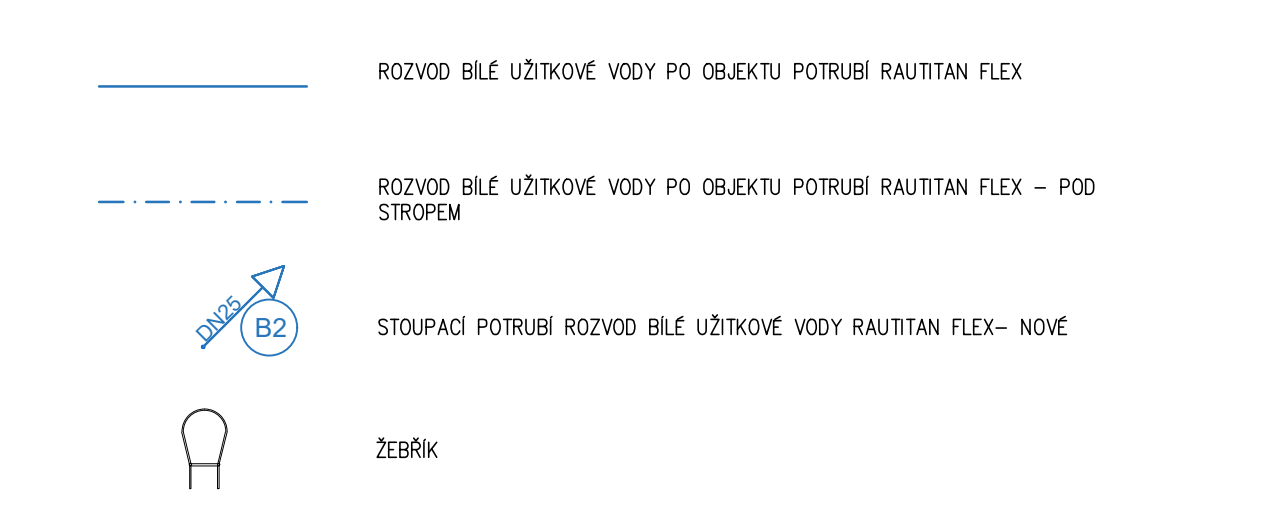 ROZVOD BÍLÉ UŽITKOVÉ VODY PO OBJEKTU POTRUBÍ RAUTITAN FLEX
ROZVOD BÍLÉ UŽITKOVÉ VODY PO OBJEKTU POTRUBÍ RAUTITAN FLEX – POD
STROPEM
DN25
B2
STOUPACÍ POTRUBÍ ROZVOD BÍLÉ UŽITKOVÉ VODY RAUTITAN FLEX– NOVÉ
ŽEBŘÍK